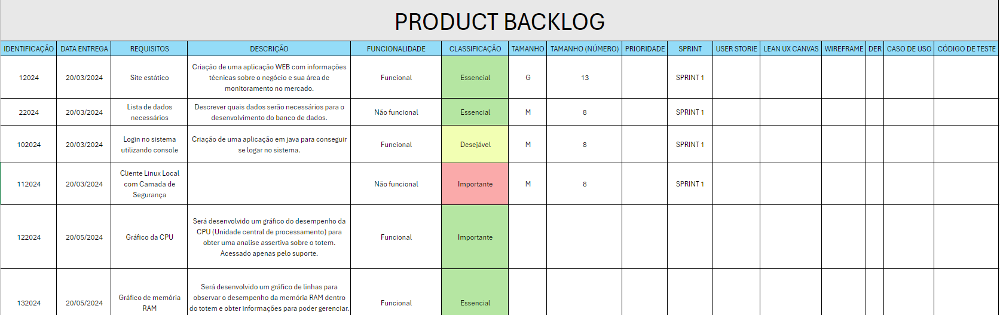 PRODUCT BACKLOG
IDENTIFICAÇÃO DATA ENTREGA REQUISITOS DESCRIÇÃO FUNCIONALIDADE CLASSIFICAÇÃO TAMANHO TAMANHO (NÚMERO) PRIORIDADE SPRINT USER STORIE LEAN UX CANVAS WIREFRAME DER CASO DE USO CÓDIGO DE TESTE
12024
20/03/2024
Site estático
Criação de uma aplicação WEB com informações
técnicas sobre o negócio e sua área de
monitoramento no mercado.
Funcional
Essencial
G
13
SPRINT 1
22024
20/03/2024
Lista de dados
necessários
Descrever quais dados serão necessários para o
desenvolvimento do banco de dados.
Não funcional
Essencial
M
8
SPRINT 1
102024
20/03/2024
Login no sistema
utilizando console
Criação de uma aplicação em java para conseguir
se logar no sistema.
Funcional
Desejável
M
8
SPRINT 1
112024
20/03/2024
Cliente Linux Local
com Camada de
Segurança
Não funcional
Importante
M
8
SPRINT 1
122024
20/05/2024
Gráfico da CPU
Será desenvolvido um gráfico do desempenho da
CPU (Unidade central de processamento) para
obter uma analise assertiva sobre o totem.
Acessado apenas pelo suporte.
Funcional
Importante
132024
20/05/2024
Gráfico de memória
RAM
Será desenvolvido um gráfico de linhas para
observar o desempenho da memória RAM dentro
do totem e obter informações para poder gerenciar.
Funcional
Essencial